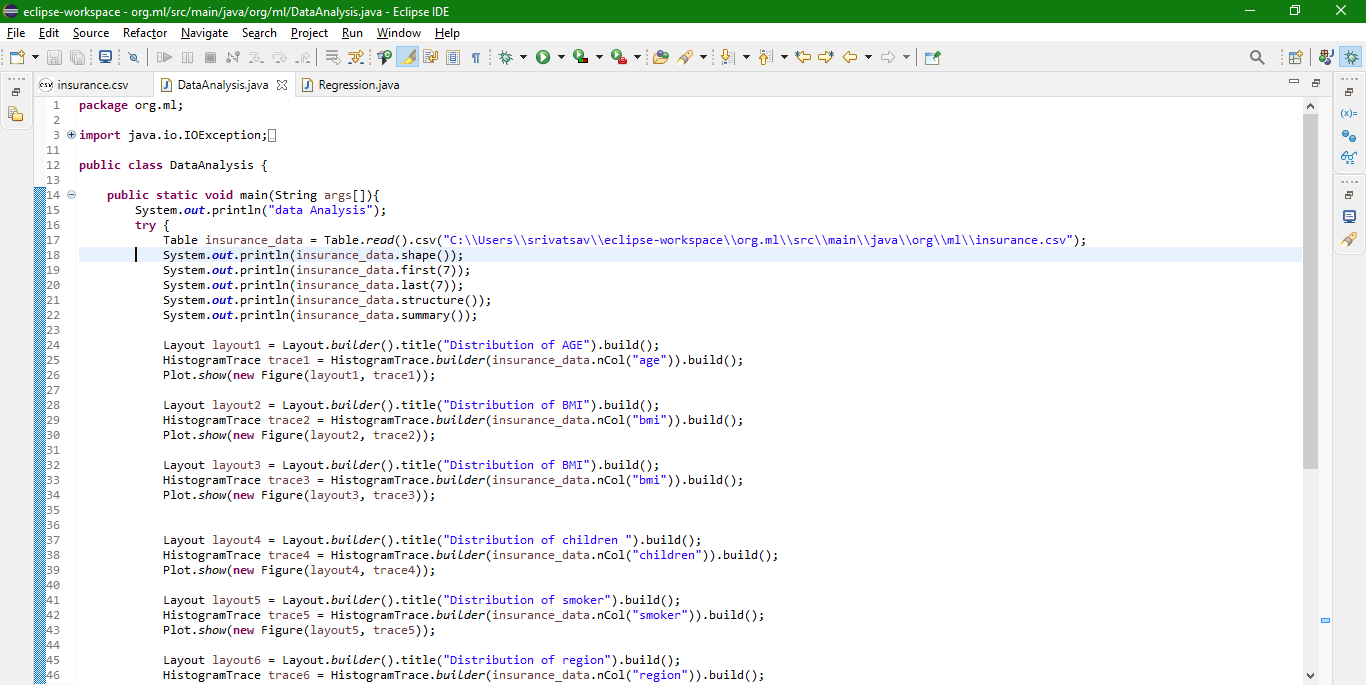 eclipse-workspace - org.ml/src/main/java/org/ml/DataAnalysis.java - Eclipse IDE
File Edit Source Refactor Navigate Search Project Run Window Help
insurance.csv DataAnalysis.java Regression.java
1 package org.ml;
2
3 import java.io.IOException;
11
12 public class DataAnalysis {
13
14 public static void main(String args[]){
15 System.out.println("data Analysis");
16 try {
17 Table insurance_data = Table.read().csv("C:\\Users\\srivatsav\\eclipse-workspace\\org.ml\\src\\main\\java\\org\\ml\\insurance.csv");
18 System.out.println(insurance_data.shape());
19 System.out.println(insurance_data.first(7));
20 System.out.println(insurance_data.last(7));
21 System.out.println(insurance_data.structure());
22 System.out.println(insurance_data.summary());
23
24 Layout layout1 = Layout.builder().title("Distribution of AGE").build();
25 HistogramTrace trace1 = HistogramTrace.builder(insurance_data.nCol("age")).build();
26 Plot.show(new Figure(layout1, trace1));
27
28 Layout layout2 = Layout.builder().title("Distribution of BMI").build();
29 HistogramTrace trace2 = HistogramTrace.builder(insurance_data.nCol("bmi")).build();
30 Plot.show(new Figure(layout2, trace2));
31
32 Layout layout3 = Layout.builder().title("Distribution of BMI").build();
33 HistogramTrace trace3 = HistogramTrace.builder(insurance_data.nCol("bmi")).build();
34 Plot.show(new Figure(layout3, trace3));
35
36
37 Layout layout4 = Layout.builder().title("Distribution of children ").build();
38 HistogramTrace trace4 = HistogramTrace.builder(insurance_data.nCol("children")).build();
39 Plot.show(new Figure(layout4, trace4));
40
41 Layout layout5 = Layout.builder().title("Distribution of smoker").build();
42 HistogramTrace trace5 = HistogramTrace.builder(insurance_data.nCol("smoker")).build();
43 Plot.show(new Figure(layout5, trace5));
44
45 Layout layout6 = Layout.builder().title("Distribution of region").build();
46 HistogramTrace trace6 = HistogramTrace.builder(insurance_data.nCol("region")).build();